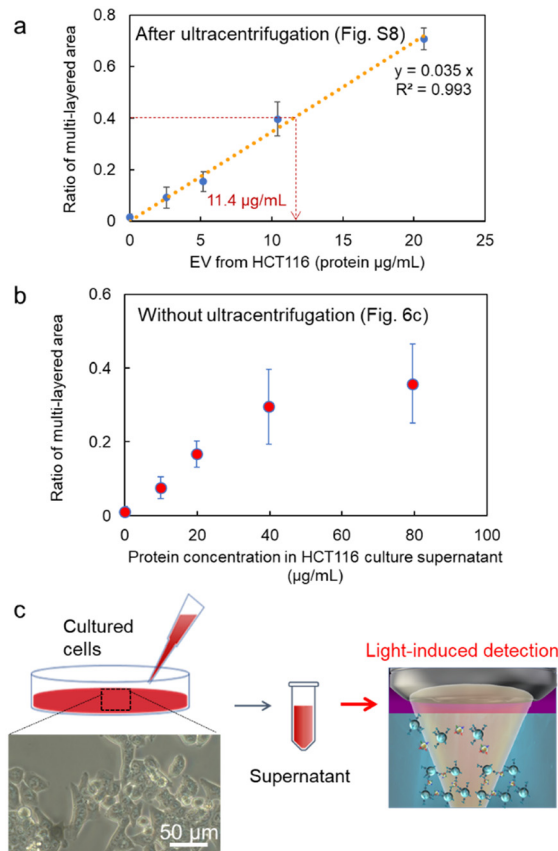 a
After ultracentrifugation (Fig. S8)
Ratio of multi-layered area
0.8
0.6
0.4
0.2
0
y = 0.035 x
R² = 0.993
11.4 µg/mL
0 5 10 15 20 25
EV from HCT116 (protein µg/mL)
b
Without ultracentrifugation (Fig. 6c)
Ratio of multi-layered area
0.6
0.4
0.2
0
0 20 40 60 80 100
Protein concentration in HCT116 culture supernatant
(µg/mL)
c
Cultured
cells
50 µm
Supernatant
Light-induced detection